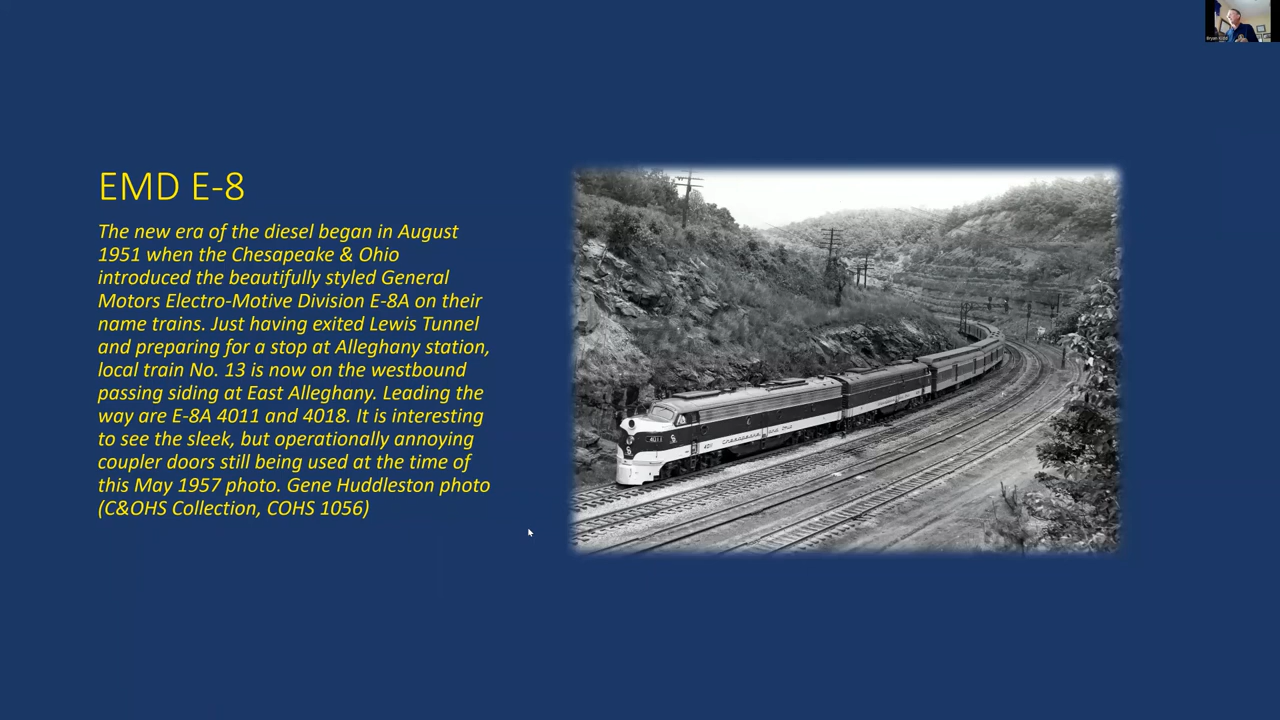 EMD E-8
The new era of the diesel began in August
1951 when the Chesapeake & Ohio
introduced the beautifully styled General
Motors Electro-Motive Division E-8A on their
name trains. Just having exited Lewis Tunnel
and preparing for a stop at Alleghany station,
local train No. 13 is now on the westbound
passing siding at East Alleghany. Leading the
way are E-8A 4011 and 4018. It is interesting
to see the sleek, but operationally annoying
coupler doors still being used at the time of
this May 1957 photo. Gene Huddleston photo
(C&OHS Collection, COHS 1056)
4011